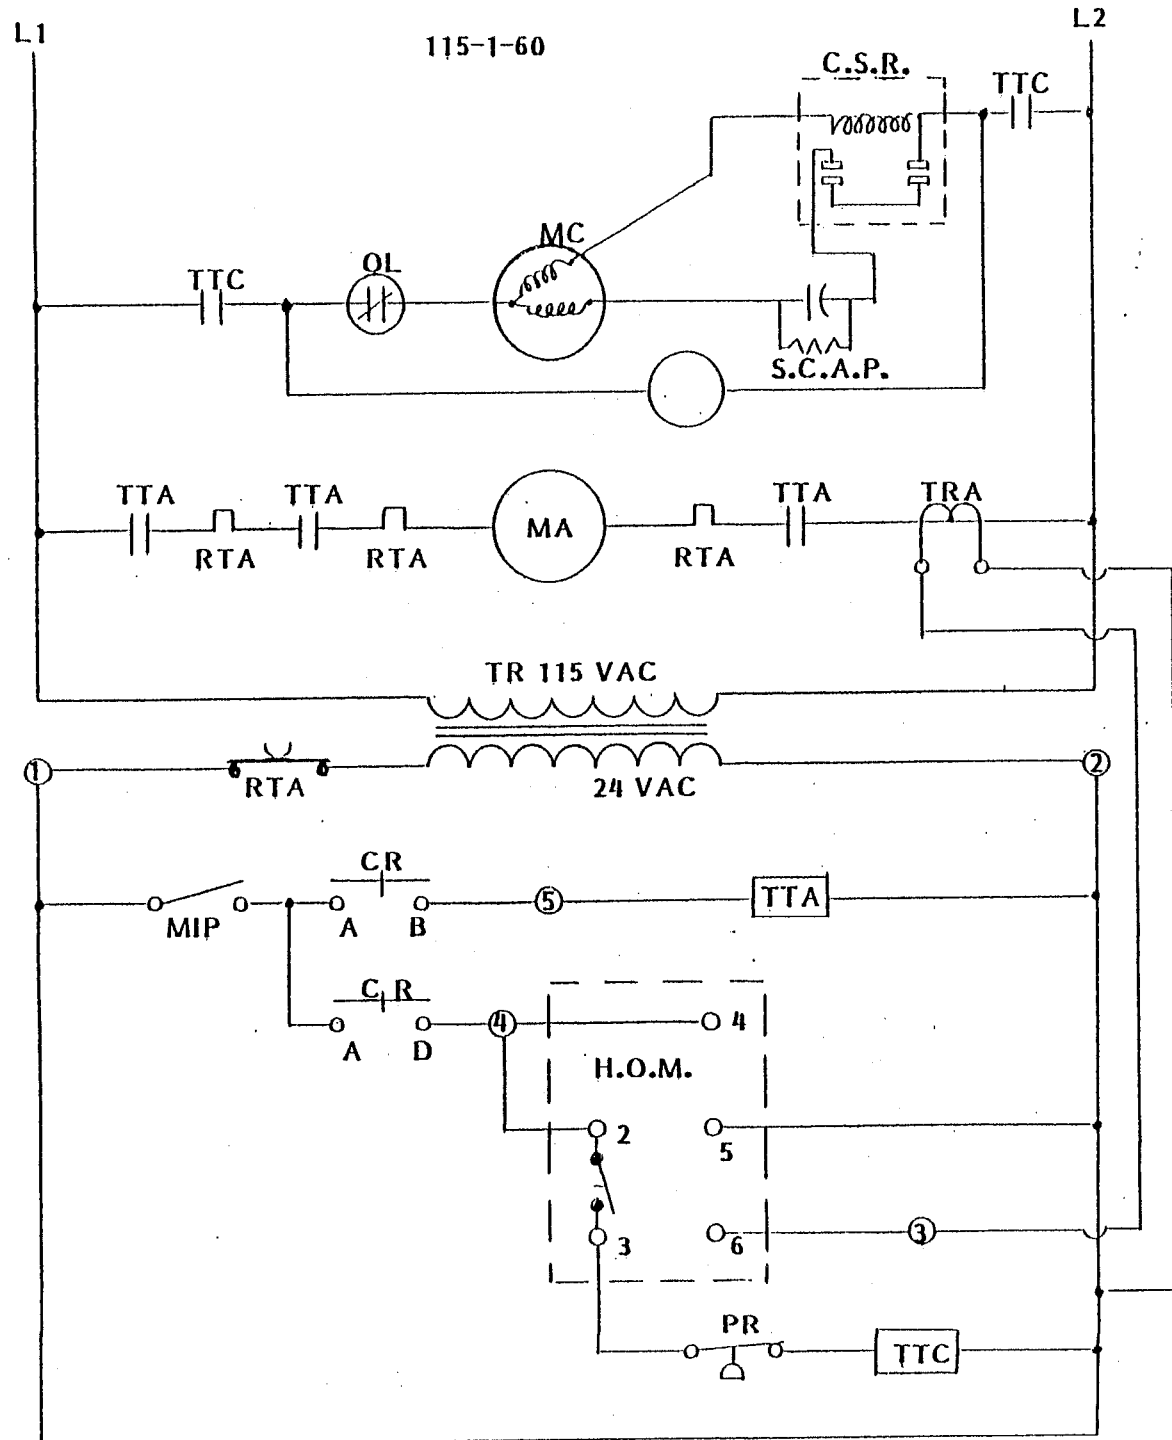 L1
L2
115-1-60
C.S.R.
TTC
MC
OL
TTC
S.C.A.P.
TTA
TTA
TTA
TRA
RTA
RTA
MA
RTA
TR 115 VAC
1
2
RTA
24 VAC
CR
5
TTA
MIP
A
B
CR
4
4
A
D
H.O.M.
2
5
3
3
6
PR
TTC